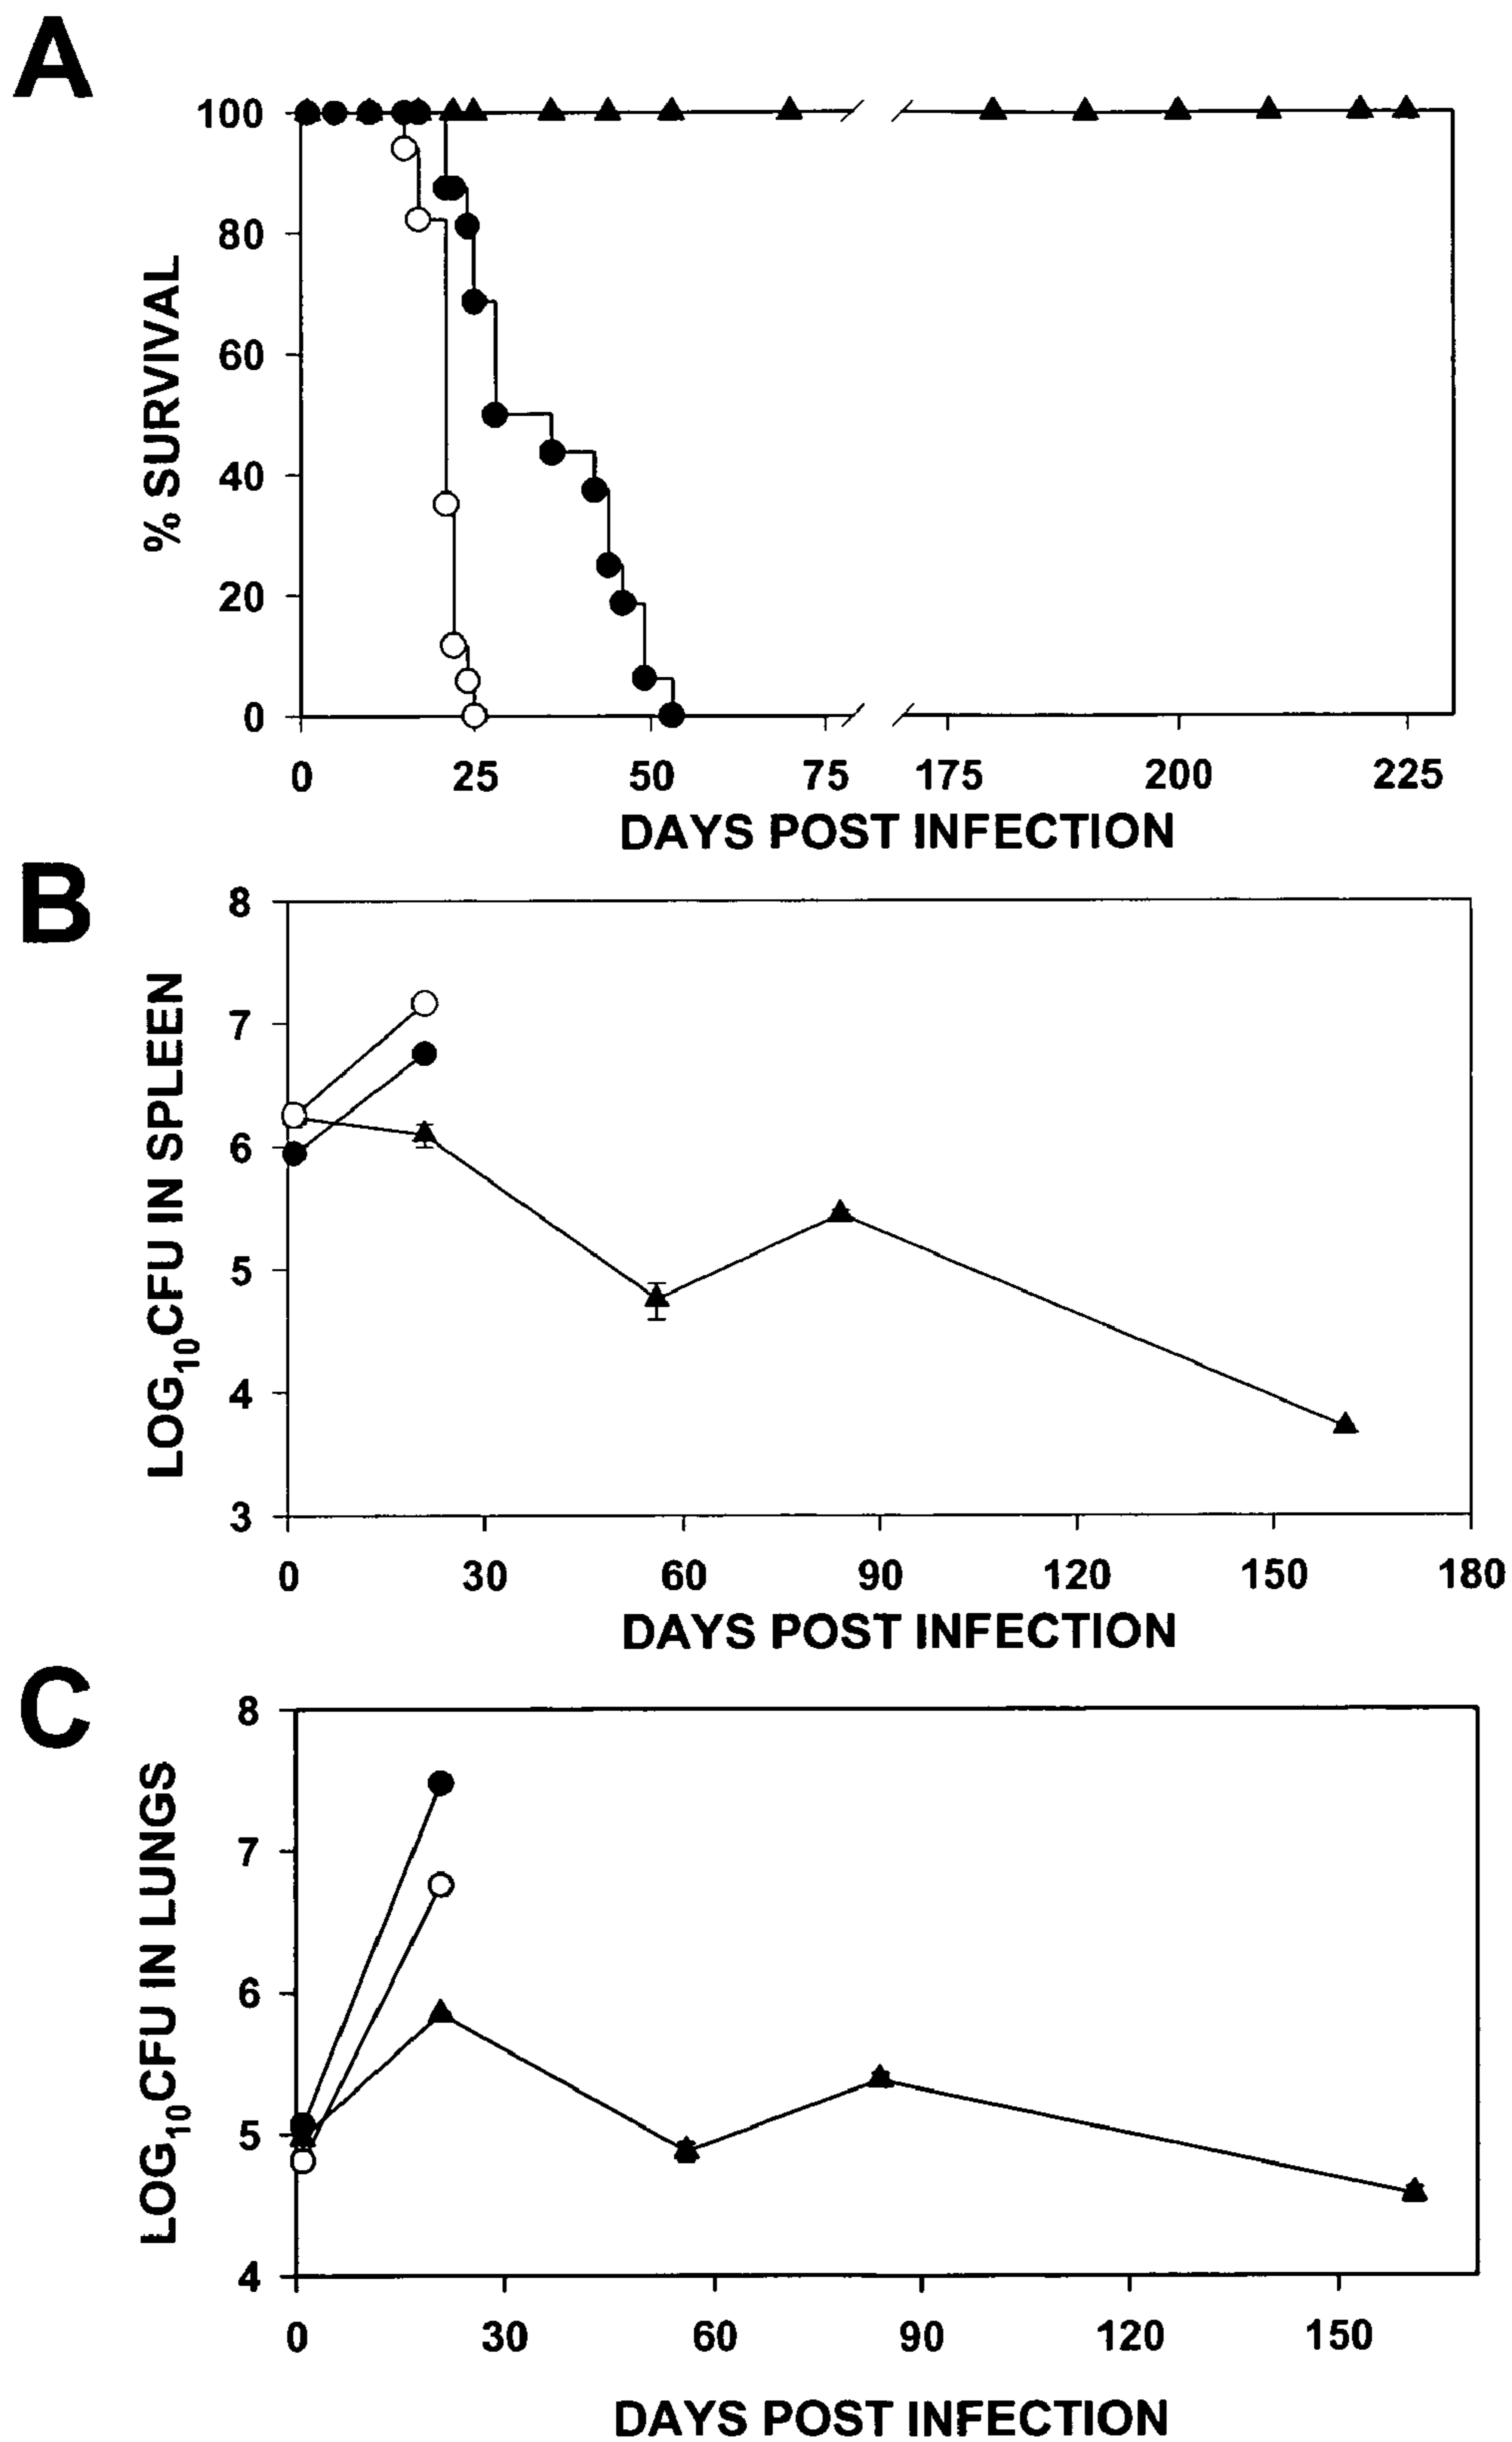 A
100
80
60
40
20
0
% SURVIVAL
0 25 50 75 175 200 225
DAYS POST INFECTION
B
8
7
6
5
4
3
LOG10CFU IN SPLEEN
0 30 60 90 120 150 180
DAYS POST INFECTION
C
8
7
6
5
4
LOG10CFU IN LUNGS
0 30 60 90 120 150
DAYS POST INFECTION